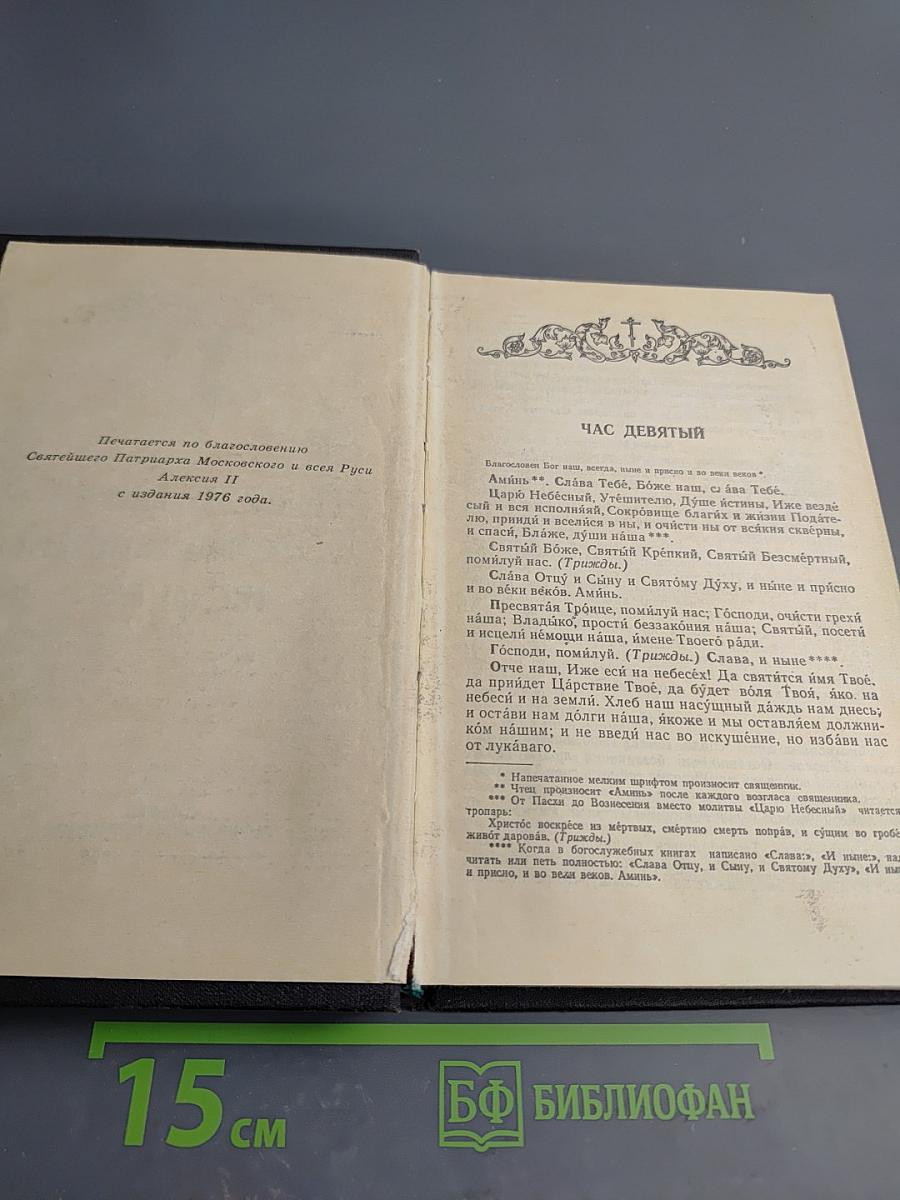 Печатается по благословению
Святейшего Патриарха Московского и всея Руси
Алексия II
с издания 1976 года.
ЧАС ДЕВЯТЫЙ
Благословен Бог наш, всегда, ныне и присно и во веки веков*.
Ами́нь**. Сла́ва Тебе́, Бо́же наш, сла́ва Тебе́.
Царю́ Небе́сный, Уте́шителю, Ду́ше и́стины, Иже везде́
сый и вся исполня́яй, Сокро́вище благи́х и жи́зни Пода́те-
лю, прииди́ и вселися в ны, и очи́сти ны от вся́кия скве́рны,
и спаси́, Бла́же, ду́ши на́ша***.
Святы́й Бо́же, Святы́й Кре́пкий, Святы́й Безсме́ртный,
поми́луй нас. (Трижды.)
Сла́ва Отцу́ и Сы́ну и Свято́му Ду́ху, и ны́не и при́сно
и во ве́ки веко́в. Ами́нь.
Пресвята́я Тро́ице, поми́луй нас; Го́споди, очи́сти грехи́
на́ша; Влады́ко, прости́ беззако́ния на́ша; Святы́й, посети́
и исцели́ не́мощи на́ша, и́мене Твоего́ ра́ди.
Го́споди, поми́луй. (Трижды.) Слава, и ныне****.
Отче наш, Иже еси́ на небесе́х! Да святи́тся и́мя Твое́,
да прии́дет Ца́рствие Твое́, да бу́дет во́ля Твоя́, я́ко. на
небеси́ и на земли́. Хлеб наш насу́щный да́ждь нам днесь;
и оста́ви нам до́лги на́ша, я́коже и мы оставля́ем должни-
ко́м на́шим; и не введи́ нас во искуше́ние, но изба́ви нас
от лука́ваго.
* Напечатанное мелким шрифтом произносит священник.
** Чтец произносит «Аминь» после каждого возгласа священника.
*** От Пасхи до Вознесения вместо молитвы «Царю Небесный» читается
тропарь:
Христо́с воскре́се из ме́ртвых, сме́ртию смерть попра́в, и су́щим во гробе́
живо́т дарова́в. (Трижды.)
**** Когда в богослужебных книгах написано «Слава:», «И ныне:», над
читать или петь полностью: «Слава Отцу, и Сыну, и Святому Духу», «И ны
и присно, и во веки веков. Аминь».
15 см
БФ БИБЛИОФАН